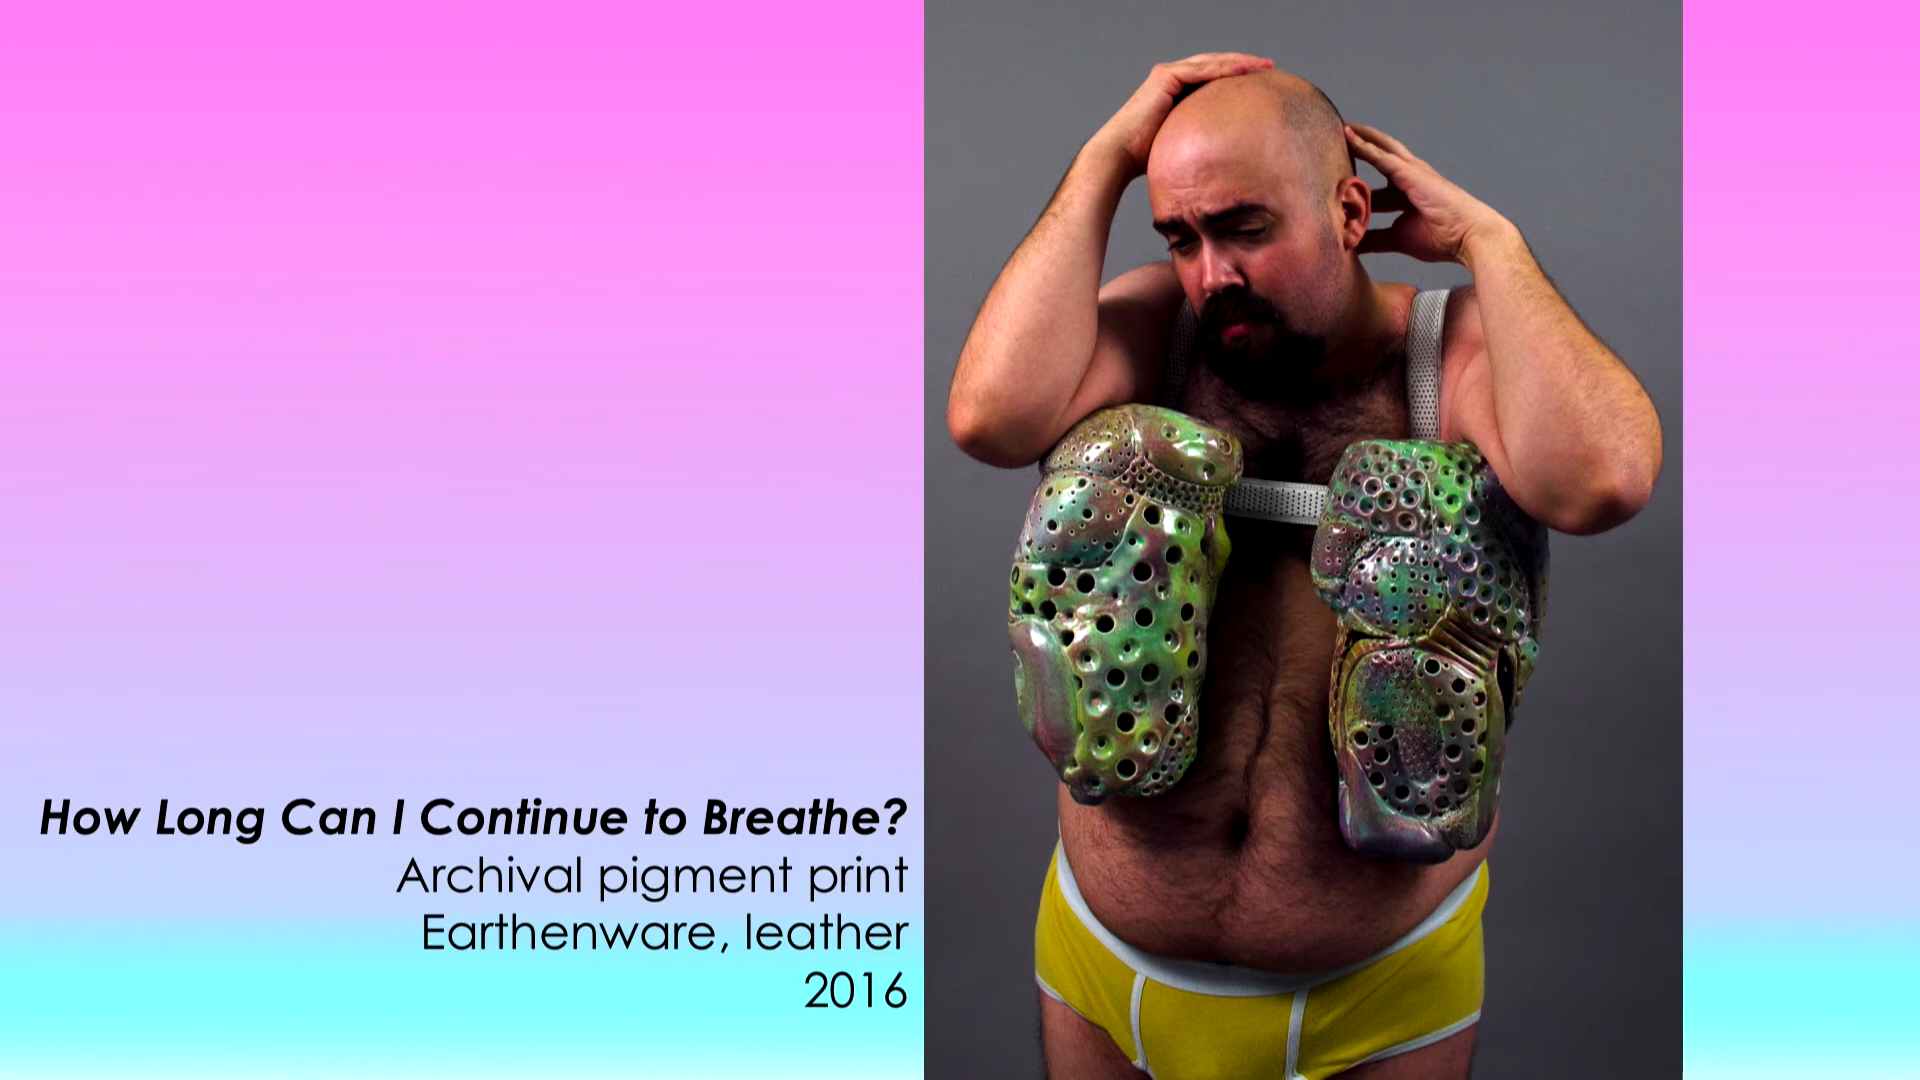 How Long Can I Continue to Breathe?
Archival pigment print
Earthenware, leather
2016